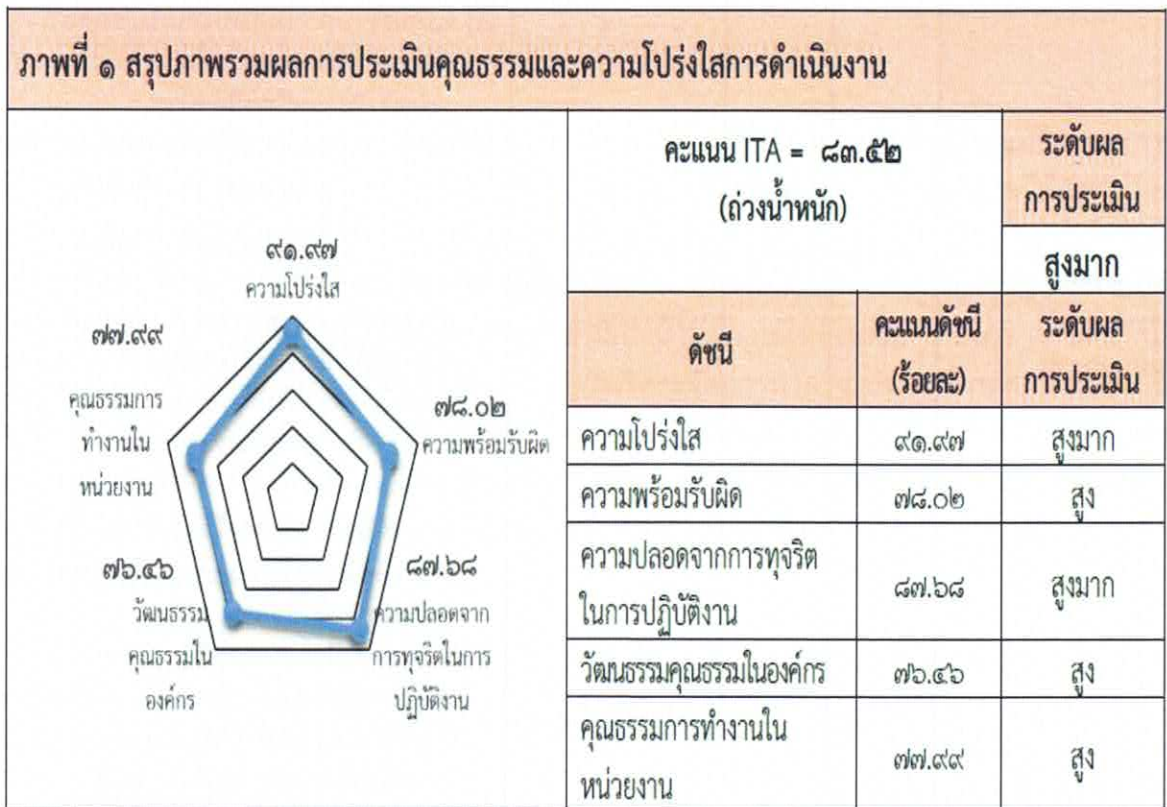 ภาพที่ ๑ สรุปภาพรวมผลการประเมินคุณธรรมและความโปร่งใสการดำเนินงาน
๙๑.๙๗
ความโปร่งใส
๗๗.๙๙
คุณธรรมการ
ทำงานใน
หน่วยงาน
๗๘.๐๒
ความพร้อมรับผิด
๗๖.๔๖
วัฒนธรรม
คุณธรรมใน
องค์กร
๘๗.๖๘
ความปลอดจาก
การทุจริตในการ
ปฏิบัติงาน
คะแนน ITA = ๘๓.๕๒
(ถ่วงน้ำหนัก)
ระดับผล
การประเมิน
สูงมาก
ดัชนี
คะแนนดัชนี
(ร้อยละ)
ระดับผล
การประเมิน
ความโปร่งใส ๙๑.๙๗ สูงมาก
ความพร้อมรับผิด ๗๘.๐๒ สูง
ความปลอดจากการทุจริต
ในการปฏิบัติงาน
๘๗.๖๘ สูงมาก
วัฒนธรรมคุณธรรมในองค์กร ๗๖.๔๖ สูง
คุณธรรมการทำงานใน
หน่วยงาน
๗๗.๙๙ สูง